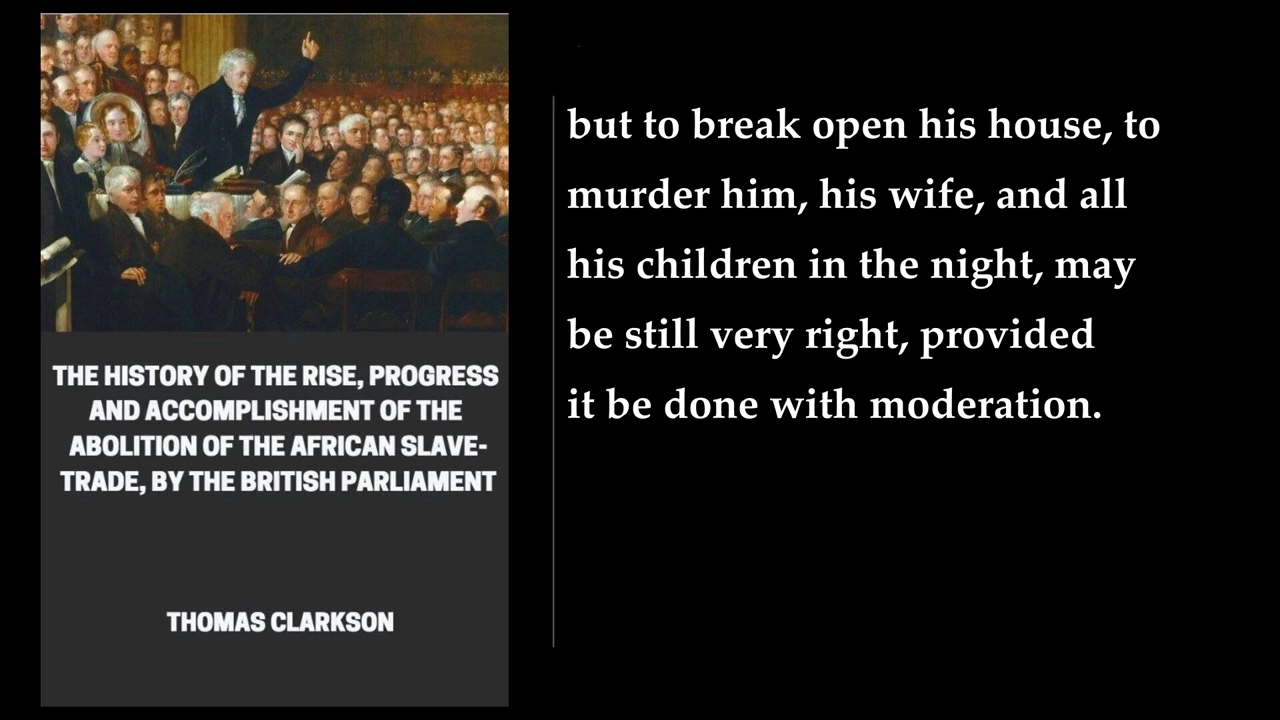 THE HISTORY OF THE RISE, PROGRESS
AND ACCOMPLISHMENT OF THE
ABOLITION OF THE AFRICAN SLAVE-
TRADE, BY THE BRITISH PARLIAMENT
THOMAS CLARKSON
but to break open his house, to
murder him, his wife, and all
his children in the night, may
be still very right, provided
it be done with moderation.